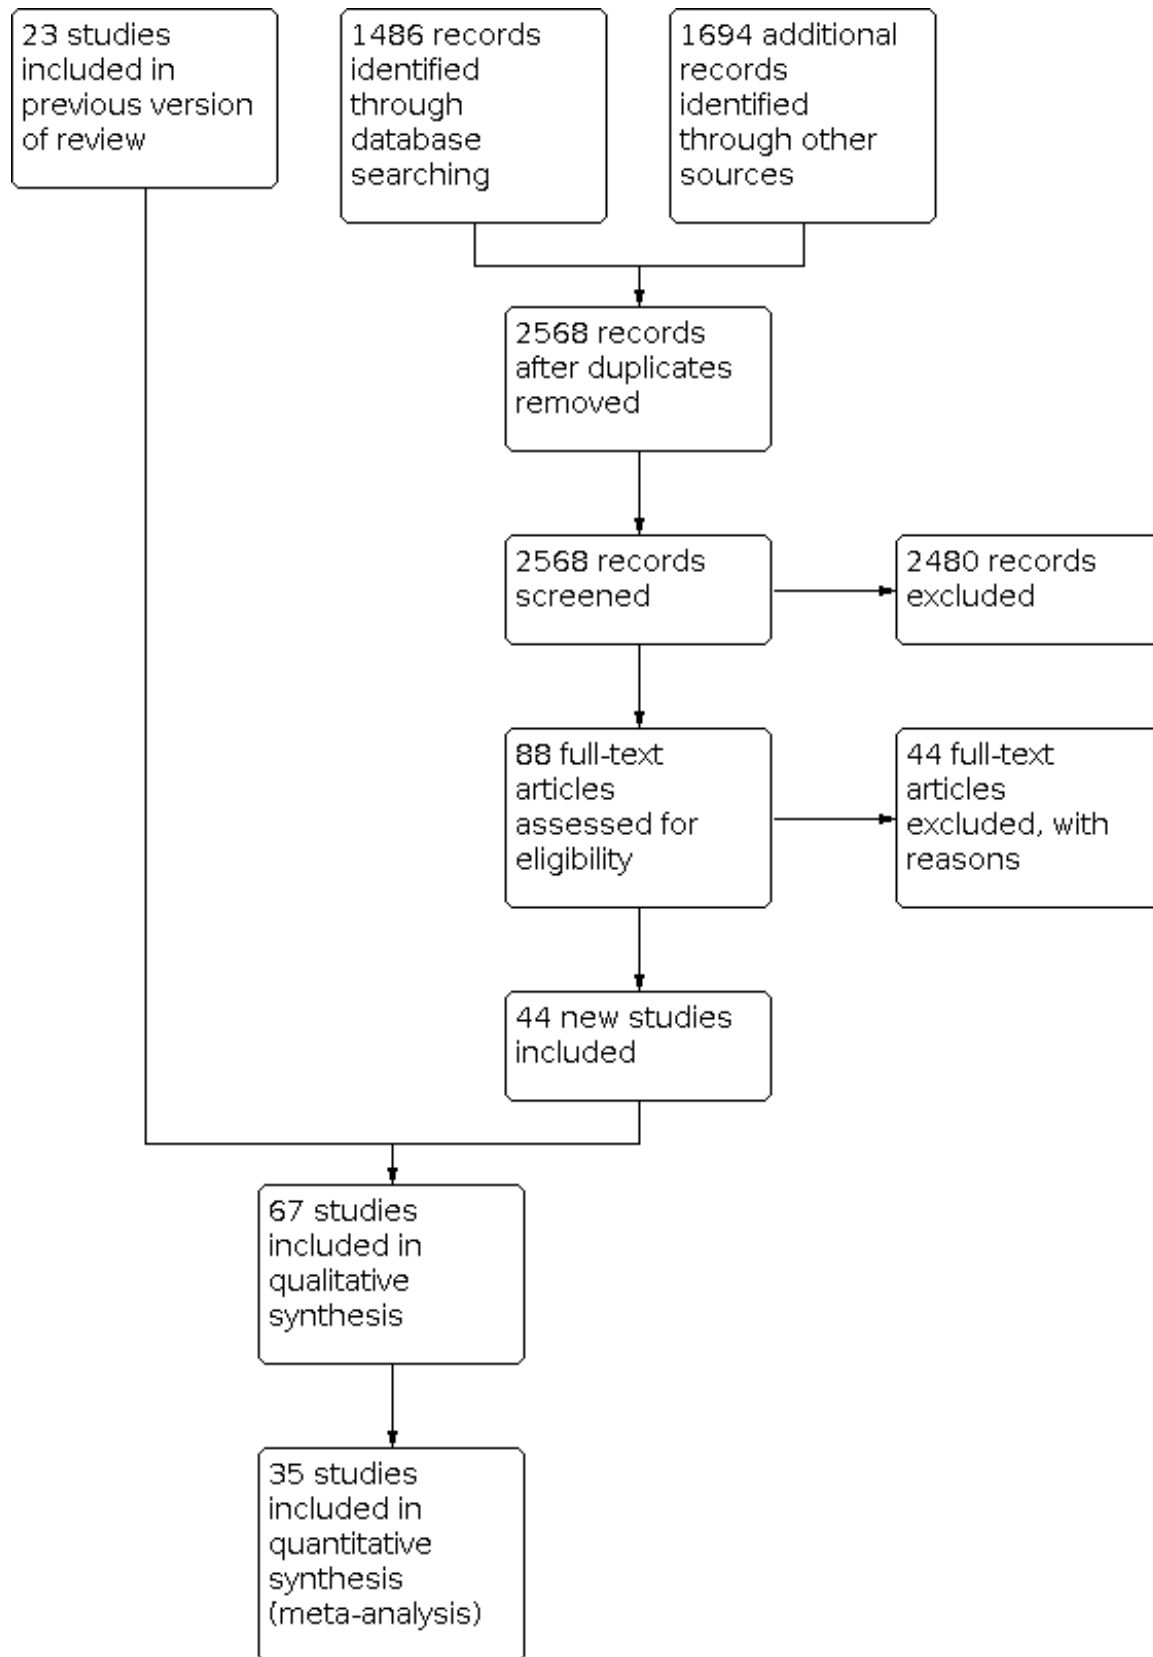 23 studies
included in
previous version
of review
1486 records
identified
through
database
searching
1694 additional
records
identified
through other
sources
2568 records
after duplicates
removed
2568 records
screened
2480 records
excluded
88 full-text
articles
assessed for
eligibility
44 full-text
articles
excluded, with
reasons
44 new studies
included
67 studies
included in
qualitative
synthesis
35 studies
included in
quantitative
synthesis
(meta-analysis)